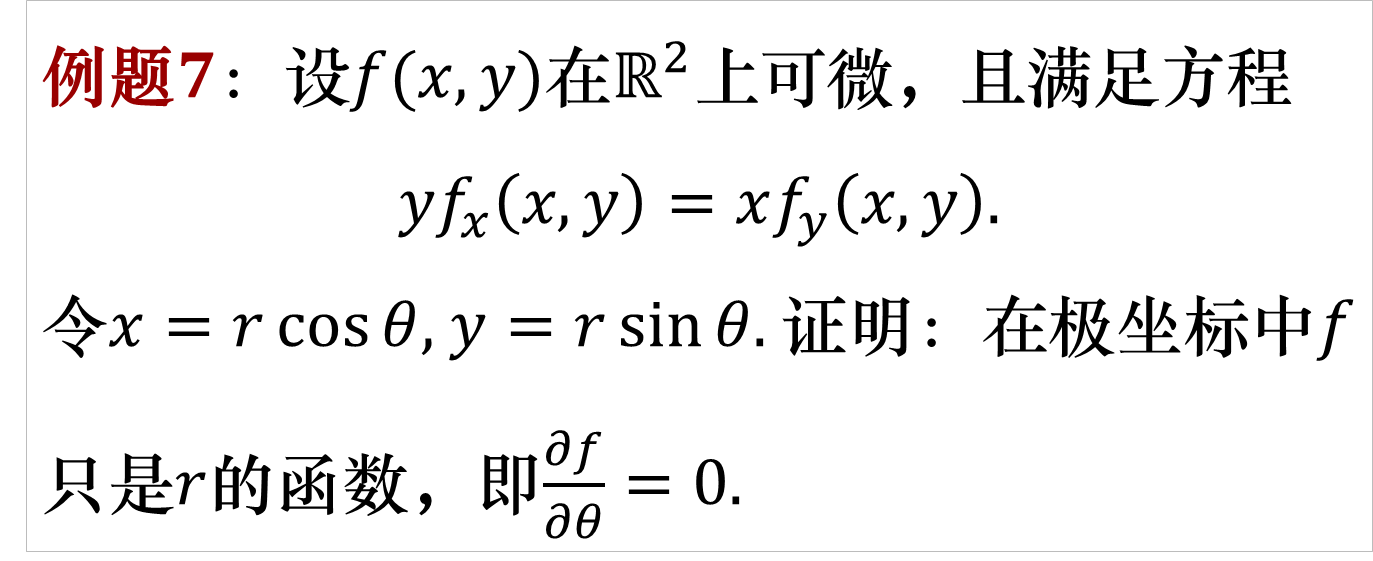 例题7：设f(x, y)在ℝ²上可微，且满足方程
yf_x(x, y) = xf_y(x, y).
令x = r cos θ, y = r sin θ. 证明：在极坐标中f
只是r的函数，即∂f/∂θ = 0.